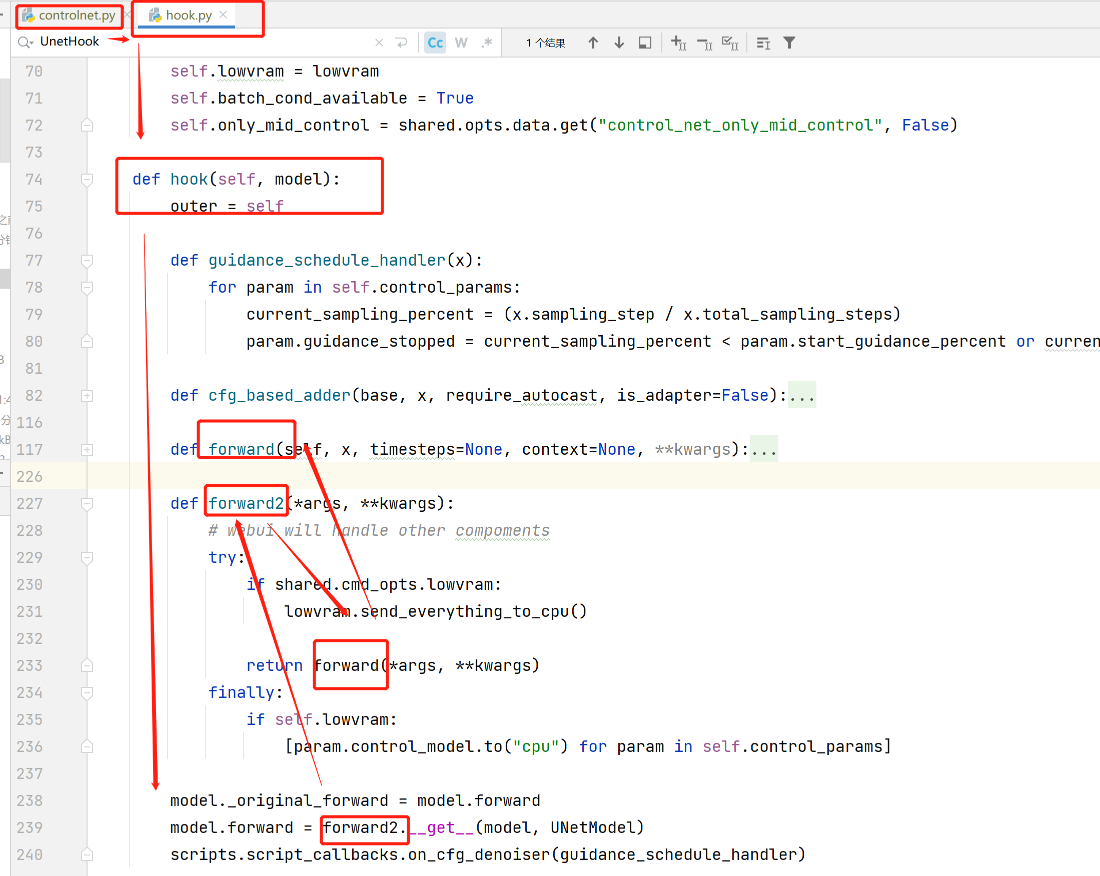 controlnet.py hook.py
UnetHook Cc W .* 1 个结果
70 self.lowvram = lowvram
71 self.batch_cond_available = True
72 self.only_mid_control = shared.opts.data.get("control_net_only_mid_control", False)
73
74 def hook(self, model):
75 outer = self
76
77 def guidance_schedule_handler(x):
78 for param in self.control_params:
79 current_sampling_percent = (x.sampling_step / x.total_sampling_steps)
80 param.guidance_stopped = current_sampling_percent < param.start_guidance_percent or curren
81
82 def cfg_based_adder(base, x, require_autocast, is_adapter=False):...
116
117 def forward(self, x, timesteps=None, context=None, **kwargs):...
226
227 def forward2(*args, **kwargs):
228 # webui will handle other compoments
229 try:
230 if shared.cmd_opts.lowvram:
231 lowvram.send_everything_to_cpu()
232
233 return forward(*args, **kwargs)
234 finally:
235 if self.lowvram:
236 [param.control_model.to("cpu") for param in self.control_params]
237
238 model._original_forward = model.forward
239 model.forward = forward2.__get__(model, UNetModel)
240 scripts.script_callbacks.on_cfg_denoiser(guidance_schedule_handler)